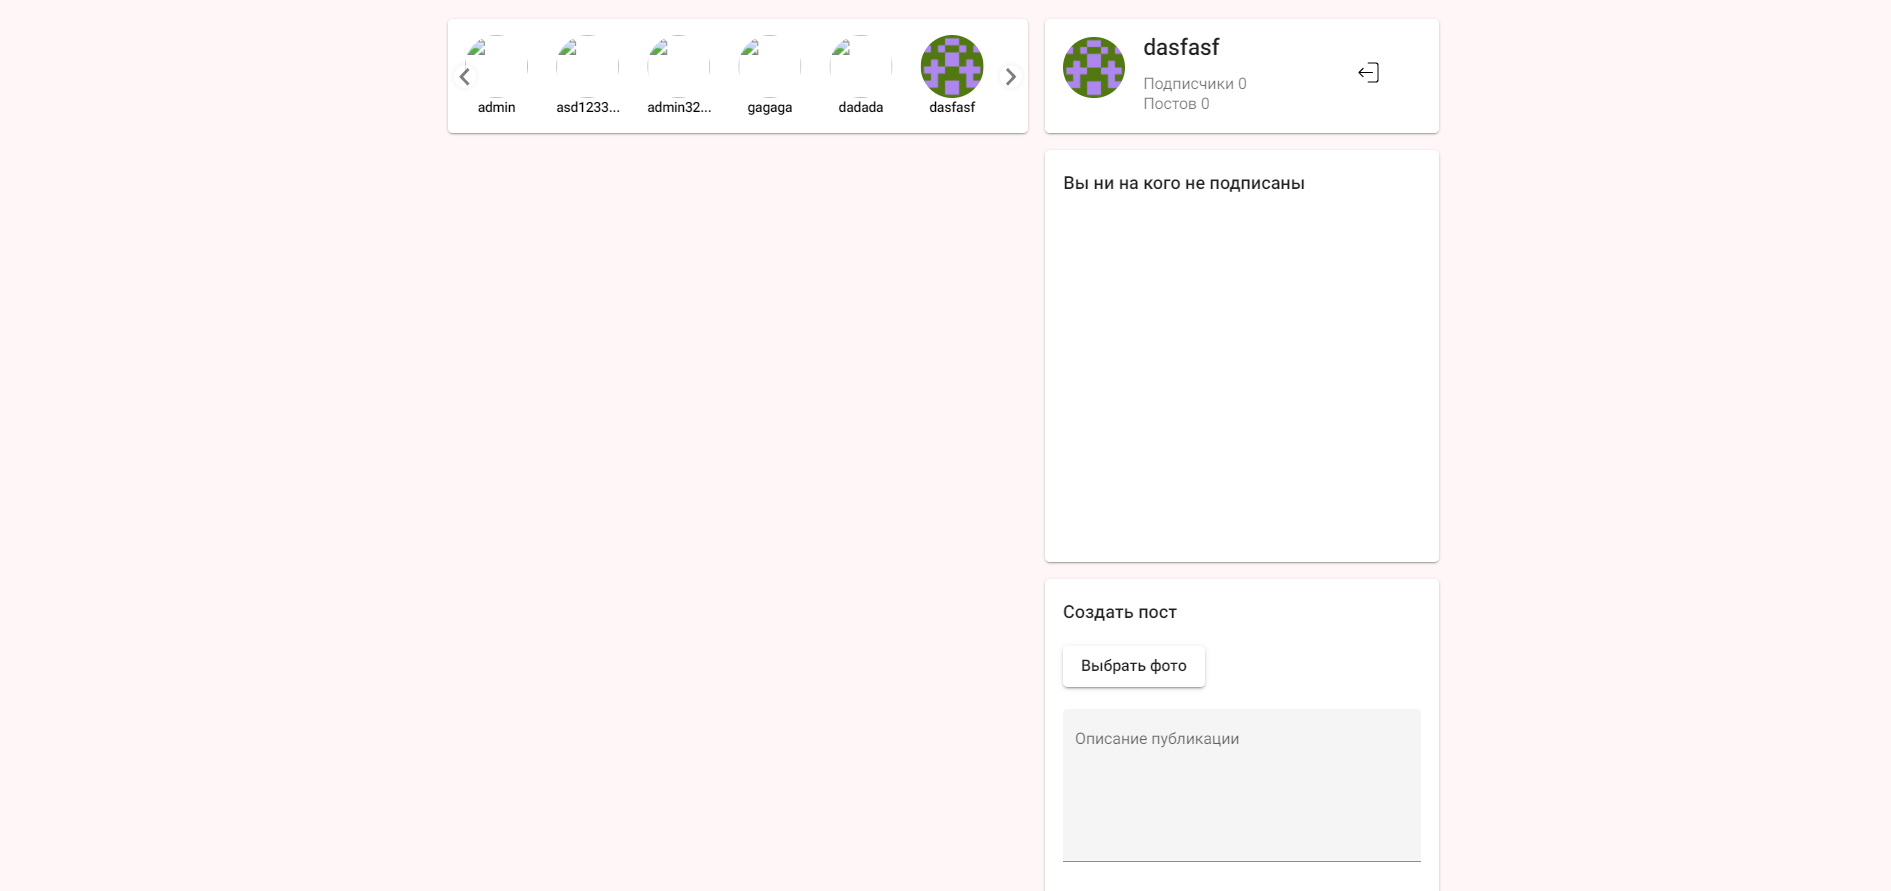 admin
asd1233...
admin32...
gagaga
dadada
dasfasf
dasfasf
Подписчики 0
Постов 0
Вы ни на кого не подписаны
Создать пост
Выбрать фото
Описание публикации